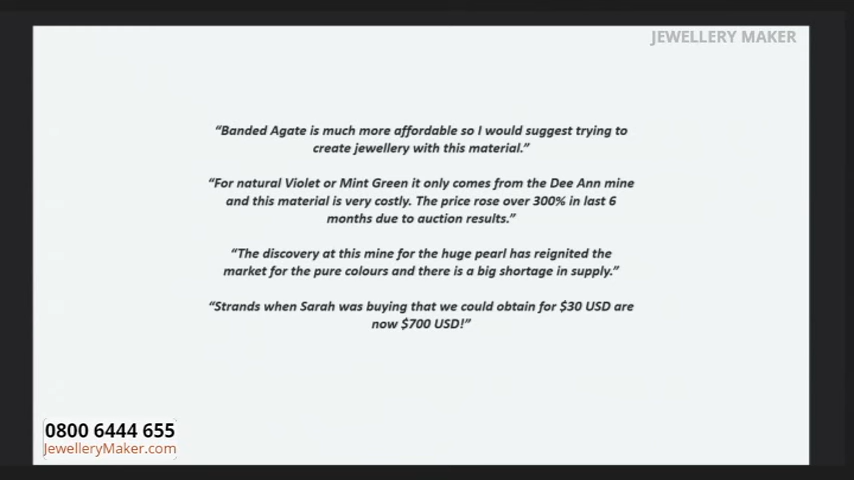 JEWELLERY MAKER
“Banded Agate is much more affordable so I would suggest trying to
create jewellery with this material.”
“For natural Violet or Mint Green it only comes from the Dee Ann mine
and this material is very costly. The price rose over 300% in last 6
months due to auction results.”
“The discovery at this mine for the huge pearl has reignited the
market for the pure colours and there is a big shortage in supply.”
“Strands when Sarah was buying that we could obtain for $30 USD are
now $700 USD!”
0800 6444 655
JewelleryMaker.com